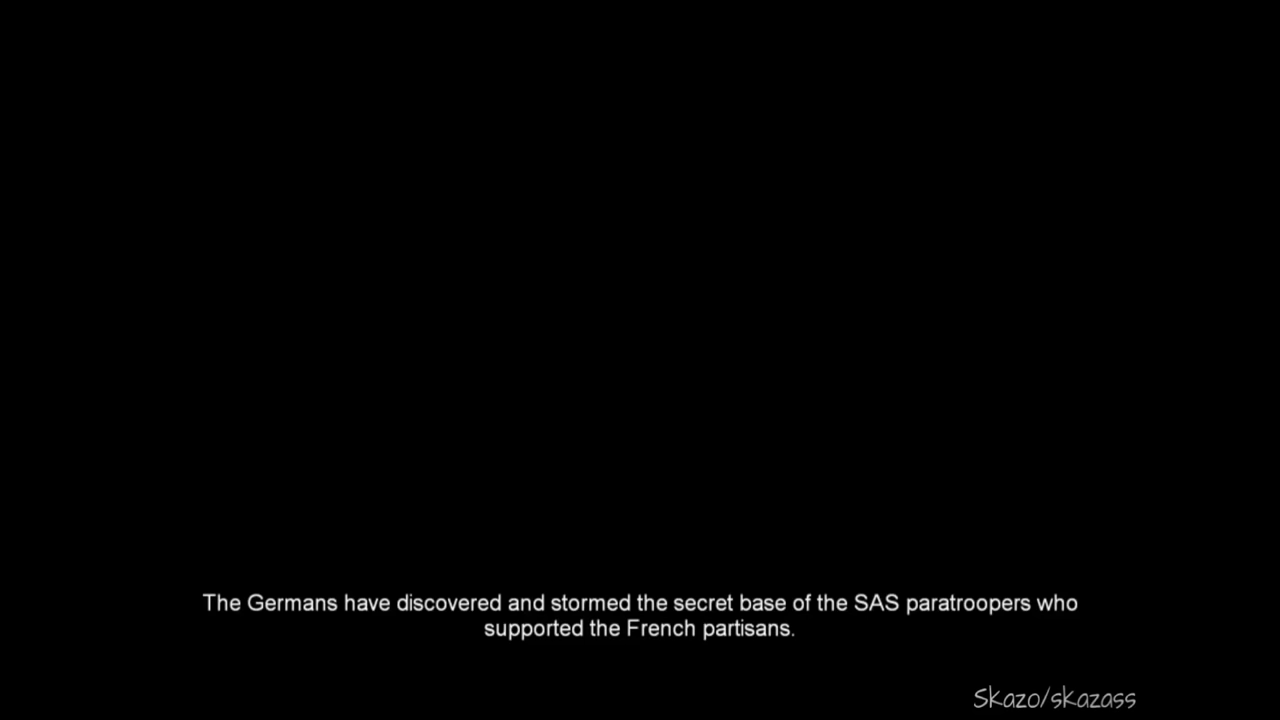 The Germans have discovered and stormed the secret base of the SAS paratroopers who
supported the French partisans.
Skazo/skazass